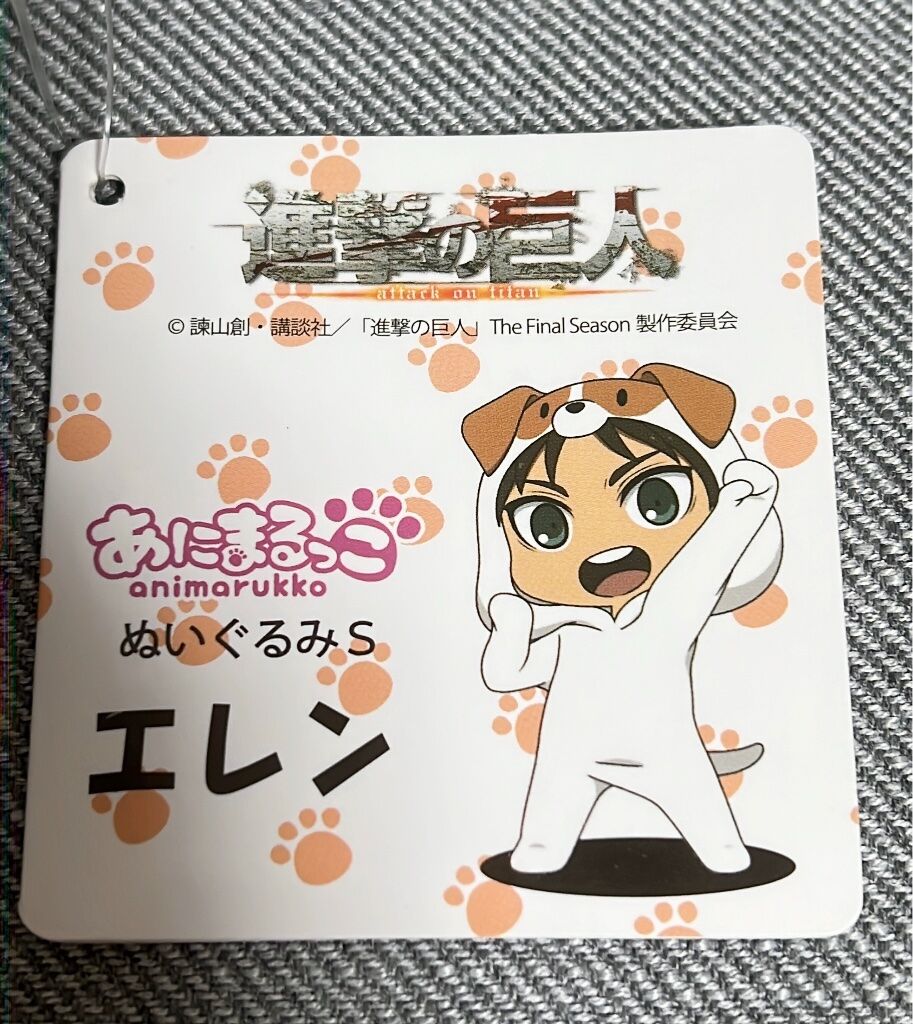 進撃の巨人
attack on titan
© 諫山創・講談社／「進撃の巨人」The Final Season 製作委員会
あにまるっこ
animarukko
ぬいぐるみS
エレン